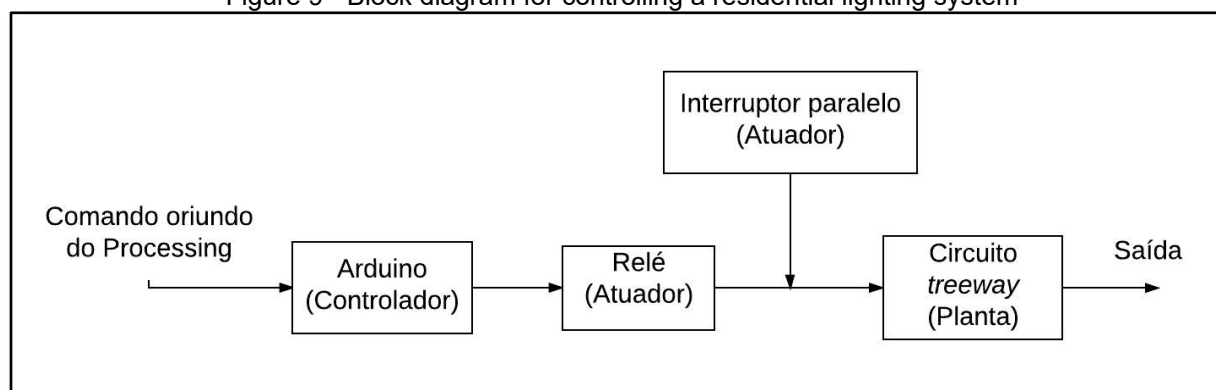 Figure 9 - Block diagram for controlling a residential lighting system
Interruptor paralelo
(Atuador)
Comando oriundo
do Processing
Arduino
(Controlador)
Relé
(Atuador)
Circuito
treeway
(Planta)
Saída